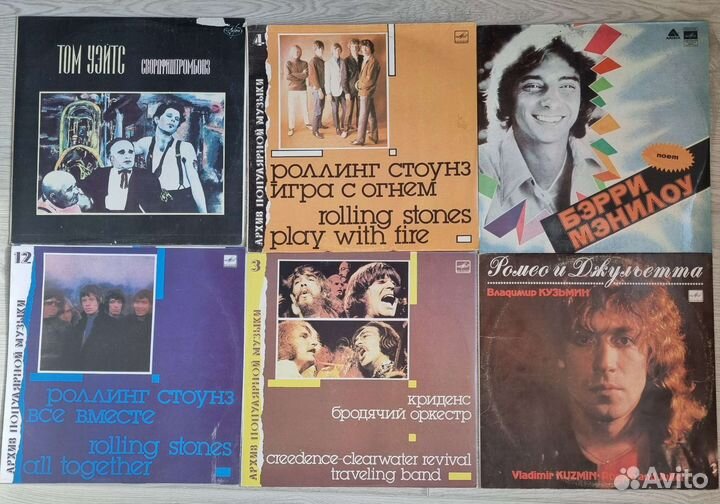 ТОМ УЭЙТС СВОРДФИШТРОМБОНЗ
4
АРХИВ ПОПУЛЯРНОЙ МУЗЫКИ
РОЛЛИНГ СТОУНЗ
ИГРА С ОГНЕМ
rolling stones
play with fire
поет
БЭРРИ
МЭНИЛОУ
12
АРХИВ ПОПУЛЯРНОЙ МУЗЫКИ
РОЛЛИНГ СТОУНЗ
ВСЕ ВМЕСТЕ
rolling stones
all together
3
АРХИВ ПОПУЛЯРНОЙ МУЗЫКИ
КРИДЕНС
БРОДЯЧИЙ ОРКЕСТР
creedence·clearwater revival
traveling band
Ромео и Джульетта
Владимир КУЗЬМИН
Vladimir KUZMIN
Avito